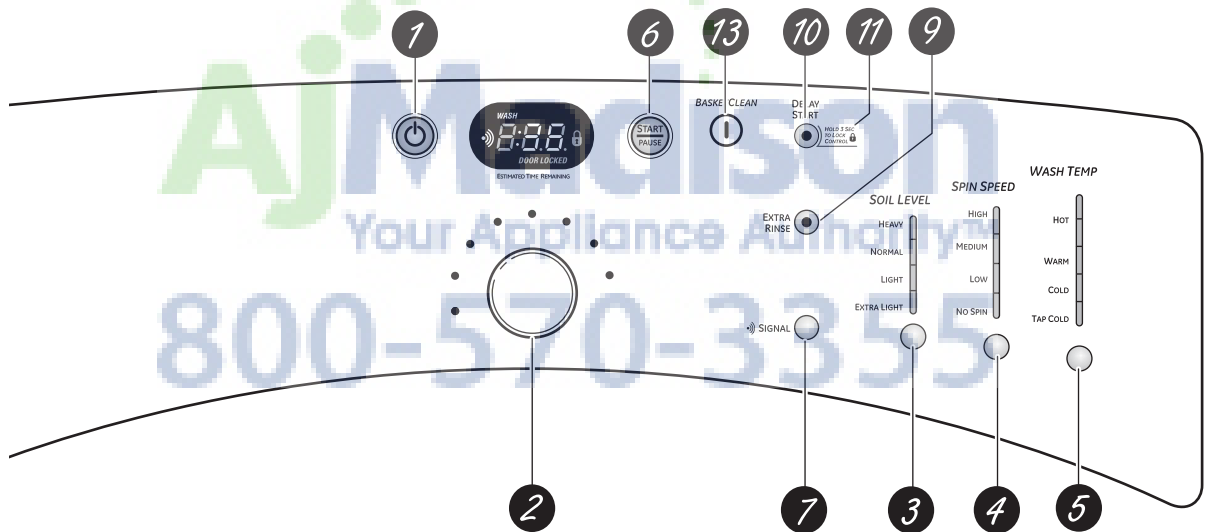 1
6
13
10
11
9
BASKET CLEAN
DELAY
START
HOLD 3 SEC
TO LOCK
CONTROL
WASH
8:88.
DOOR LOCKED
ESTIMATED TIME REMAINING
START
PAUSE
AjMadison
Your Appliance Authority™
800-570-3355
EXTRA
RINSE
SIGNAL
SOIL LEVEL
HEAVY
NORMAL
LIGHT
EXTRA LIGHT
SPIN SPEED
HIGH
MEDIUM
LOW
NO SPIN
WASH TEMP
HOT
WARM
COLD
TAP COLD
2
7
3
4
5